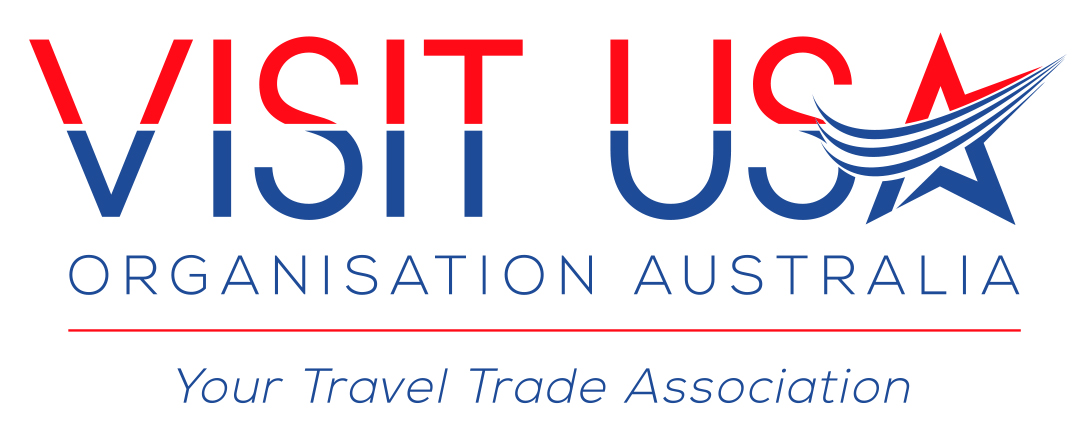 VISIT USA
ORGANISATION AUSTRALIA
Your Travel Trade Association